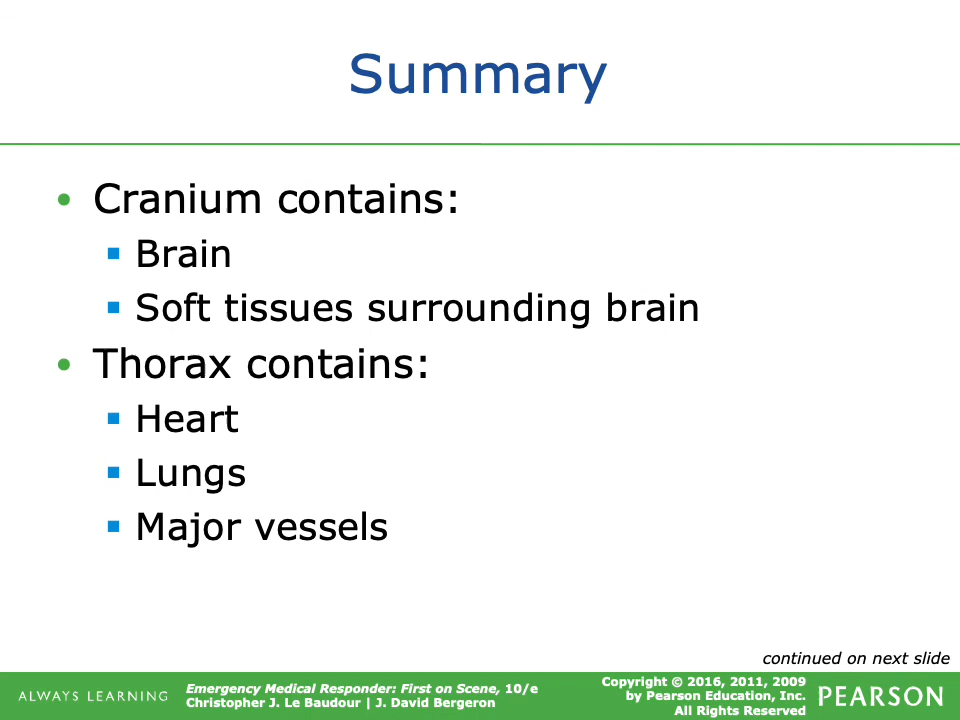 Summary
• Cranium contains:
▪ Brain
▪ Soft tissues surrounding brain
• Thorax contains:
▪ Heart
▪ Lungs
▪ Major vessels
continued on next slide
ALWAYS LEARNING
Emergency Medical Responder: First on Scene, 10/e
Christopher J. Le Baudour | J. David Bergeron
Copyright © 2016, 2011, 2009
by Pearson Education, Inc.
All Rights Reserved
PEARSON